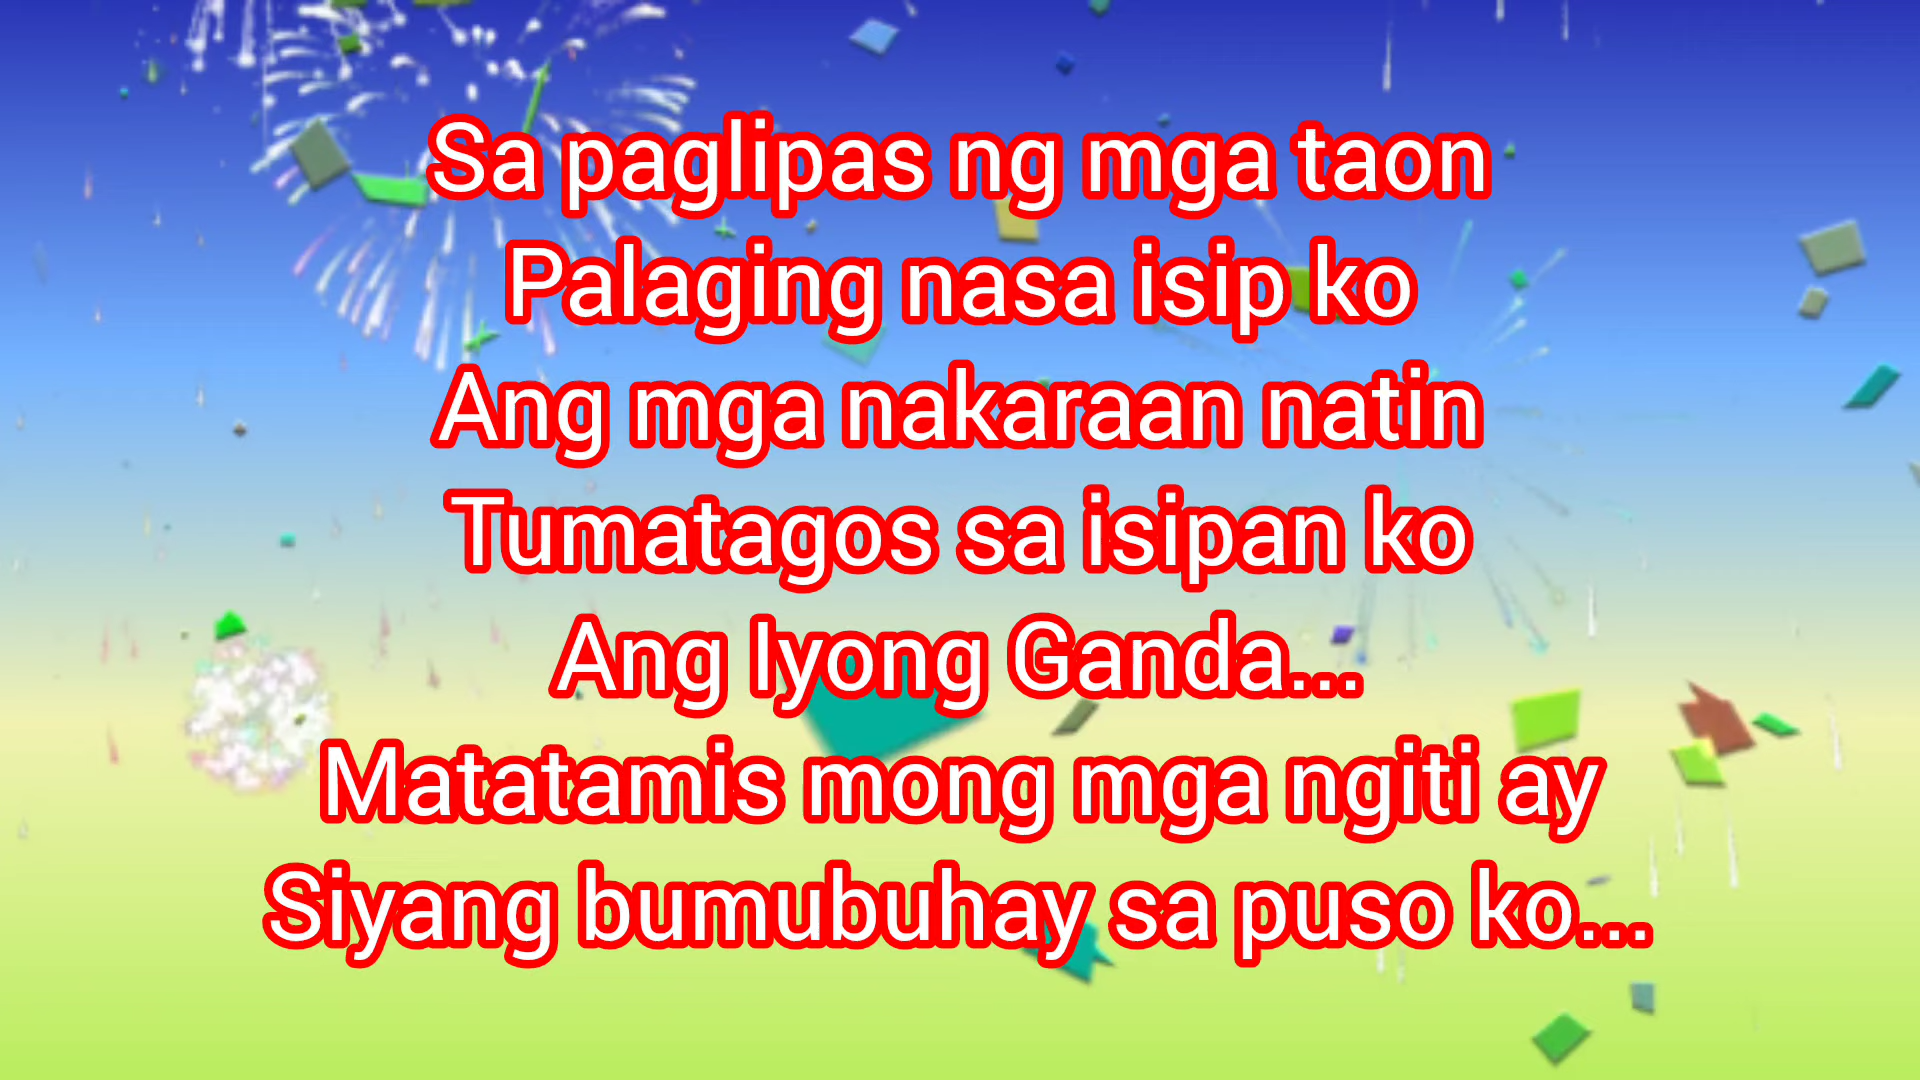 Sa paglipas ng mga taon
Palaging nasa isip ko
Ang mga nakaraan natin
Tumatagos sa isipan ko
Ang Iyong Ganda...
Matatamis mong mga ngiti ay
Siyang bumubuhay sa puso ko...